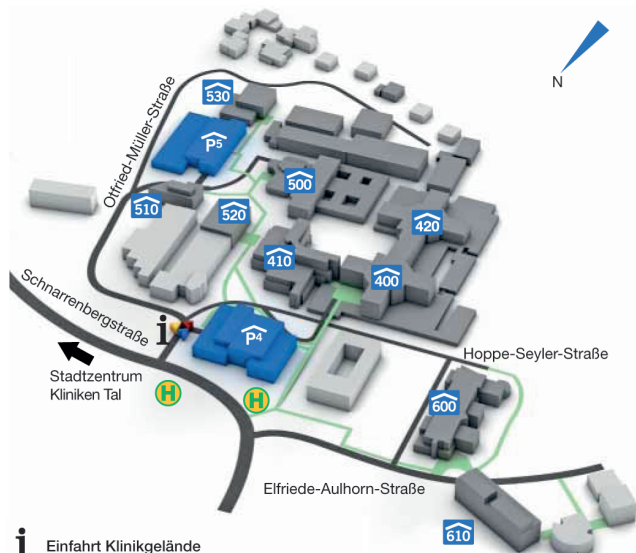 N
530
P5
Otfried-Müller-Straße
500
510
520
420
410
400
Schnarrenbergstraße
i
P4
Stadtzentrum
Kliniken Tal
H
H
Hoppe-Seyler-Straße
600
Elfriede-Aulhorn-Straße
610
i Einfahrt Klinikgelände